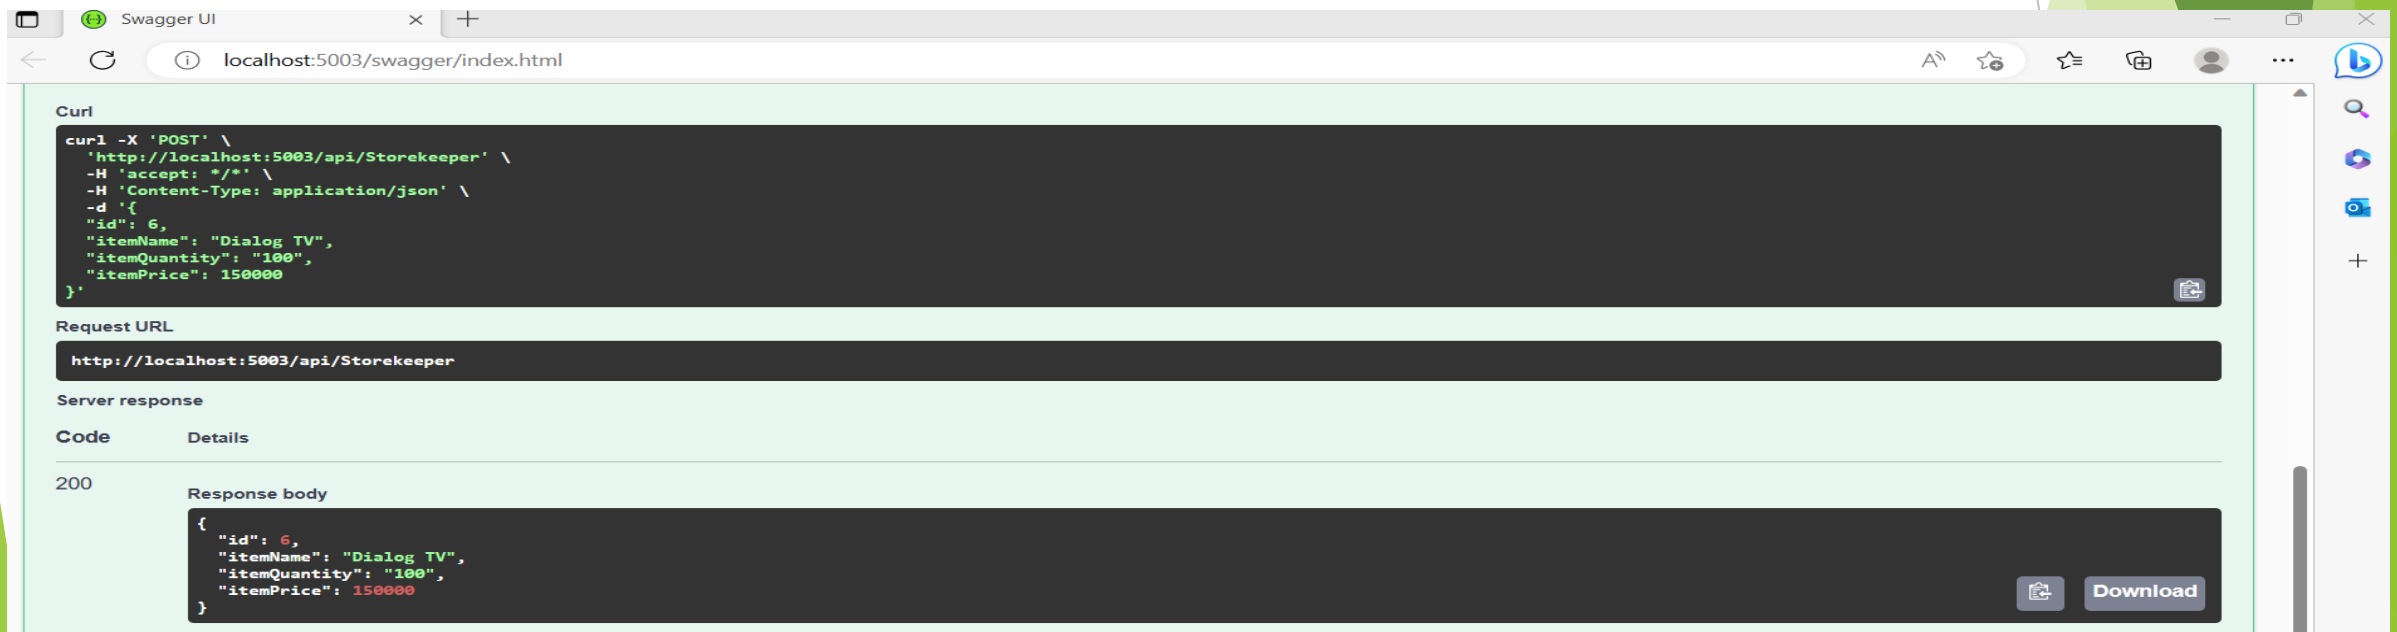 Swagger UI
localhost:5003/swagger/index.html
Curl
curl -X 'POST' \
  'http://localhost:5003/api/Storekeeper' \
  -H 'accept: */*' \
  -H 'Content-Type: application/json' \
  -d '{
  "id": 6,
  "itemName": "Dialog TV",
  "itemQuantity": "100",
  "itemPrice": 150000
}'
Request URL
http://localhost:5003/api/Storekeeper
Server response
Code Details
200
Response body
{
  "id": 6,
  "itemName": "Dialog TV",
  "itemQuantity": "100",
  "itemPrice": 150000
}
Download